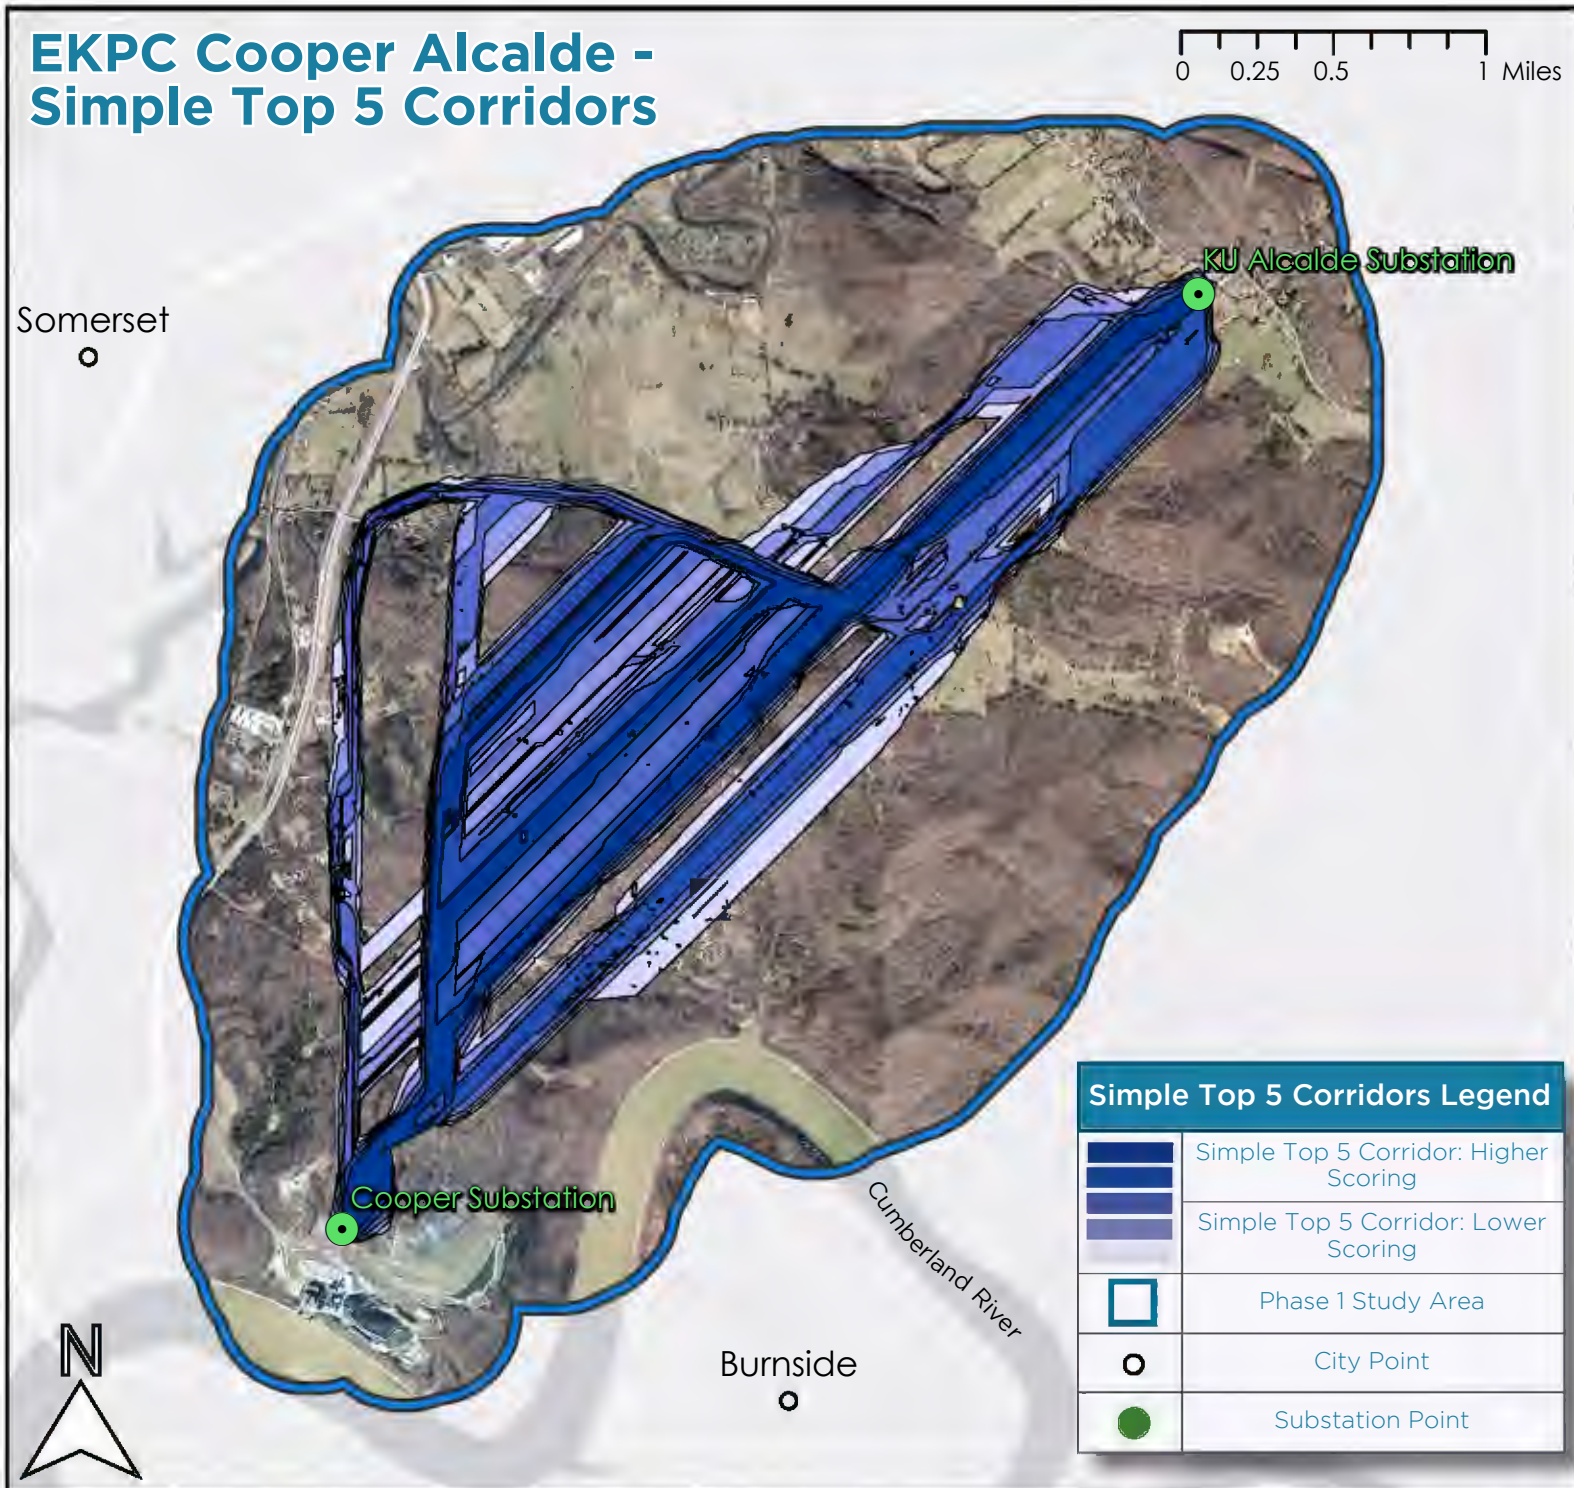 EKPC Cooper Alcalde -
Simple Top 5 Corridors
0 0.25 0.5 1 Miles
KU Alcalde Substation
Somerset
Cooper Substation
Cumberland River
Burnside
N
Simple Top 5 Corridors Legend
Simple Top 5 Corridor: Higher
Scoring
Simple Top 5 Corridor: Lower
Scoring
Phase 1 Study Area
City Point
Substation Point